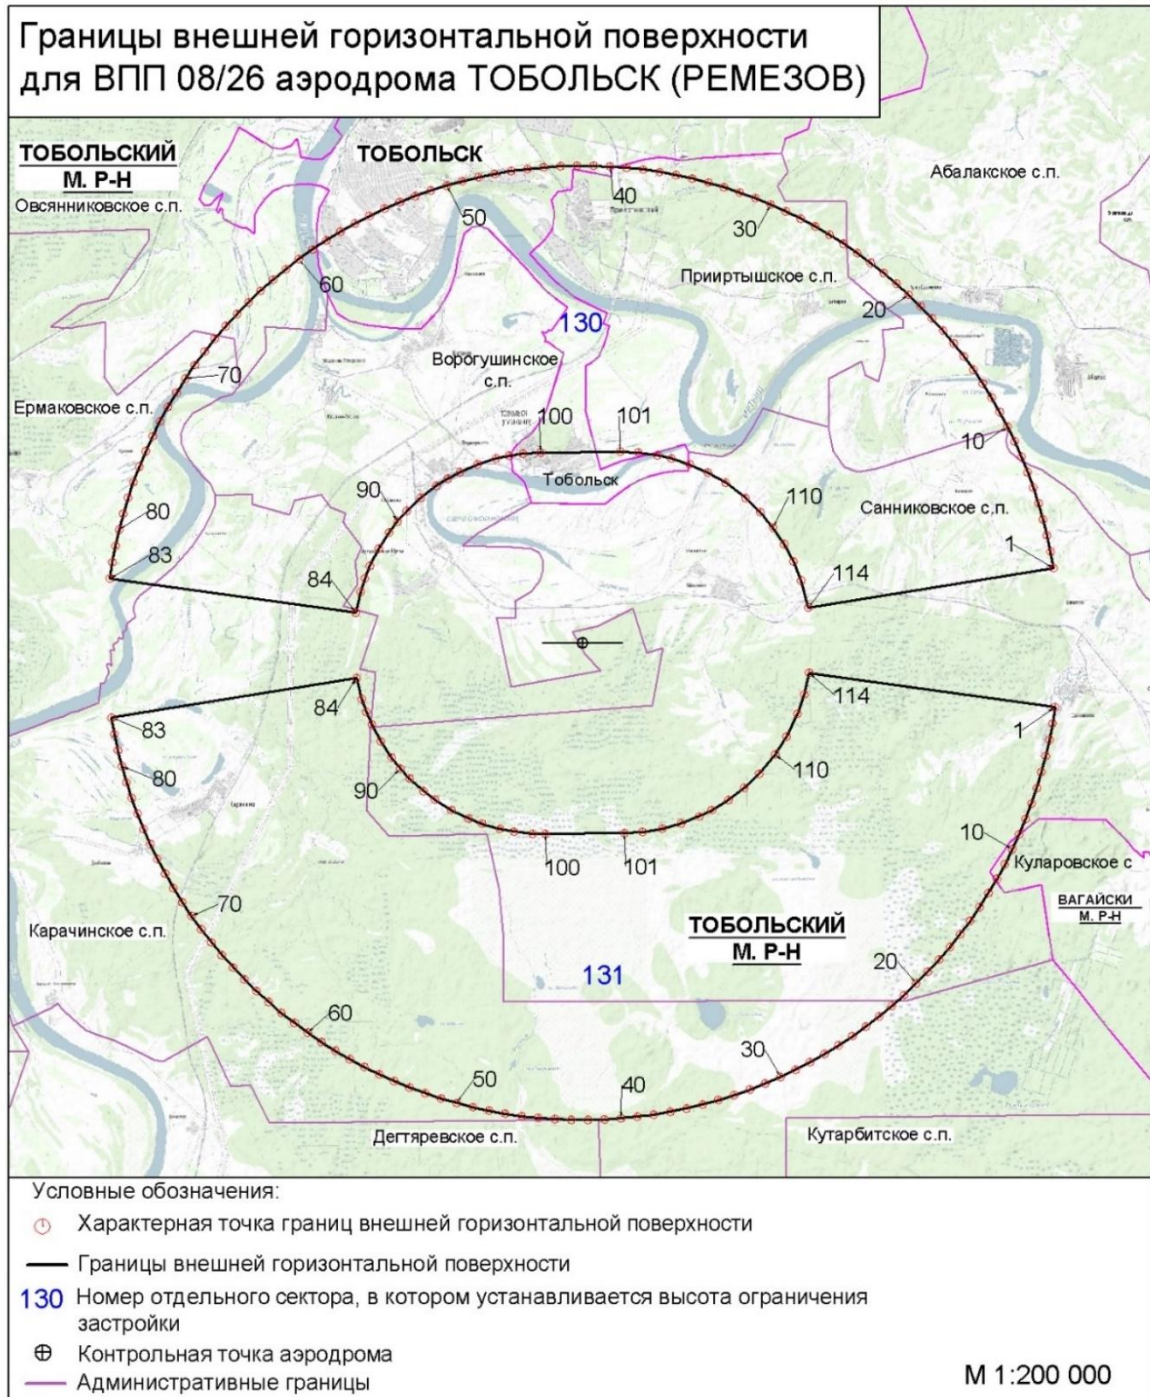 Границы внешней горизонтальной поверхности
для ВПП 08/26 аэродрома ТОБОЛЬСК (РЕМЕЗОВ)
ТОБОЛЬСКИЙ
М. Р-Н
Овсянниковское с.п.
ТОБОЛЬСК
Абалакское с.п.
40
50
30
60
Прииртышское с.п.
20
130
Ворогушинское
с.п.
70
Ермаковское с.п.
100
101
10
Тобольск
90
110
80
Санниковское с.п.
83
1
84
114
84
114
83
1
80
90
110
10
100
101
Куларовское с
ВАГАЙСКИ
М. Р-Н
70
Карачинское с.п.
ТОБОЛЬСКИЙ
М. Р-Н
131
20
60
30
50
40
Дегтяревское с.п.
Кутарбитское с.п.
Условные обозначения:
Характерная точка границ внешней горизонтальной поверхности
Границы внешней горизонтальной поверхности
130 Номер отдельного сектора, в котором устанавливается высота ограничения
застройки
Контрольная точка аэродрома
Административные границы
М 1:200 000